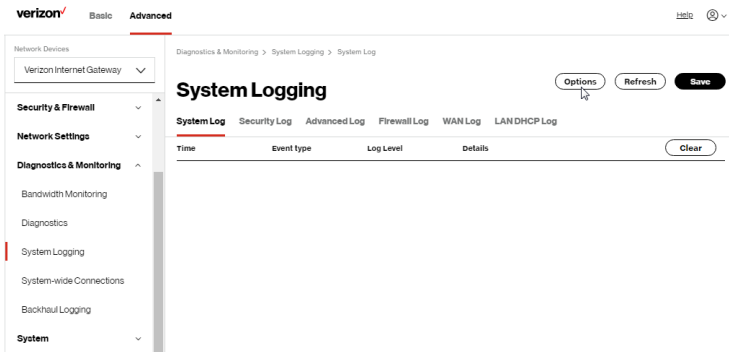 verizon✓ Basic Advanced Help
Network Devices
Verizon Internet Gateway
Security & Firewall
Network Settings
Diagnostics & Monitoring
Bandwidth Monitoring
Diagnostics
System Logging
System-wide Connections
Backhaul Logging
System
Diagnostics & Monitoring > System Logging > System Log
System Logging
Options Refresh Save
System Log Security Log Advanced Log Firewall Log WAN Log LAN DHCP Log
Time Event type Log Level Details Clear